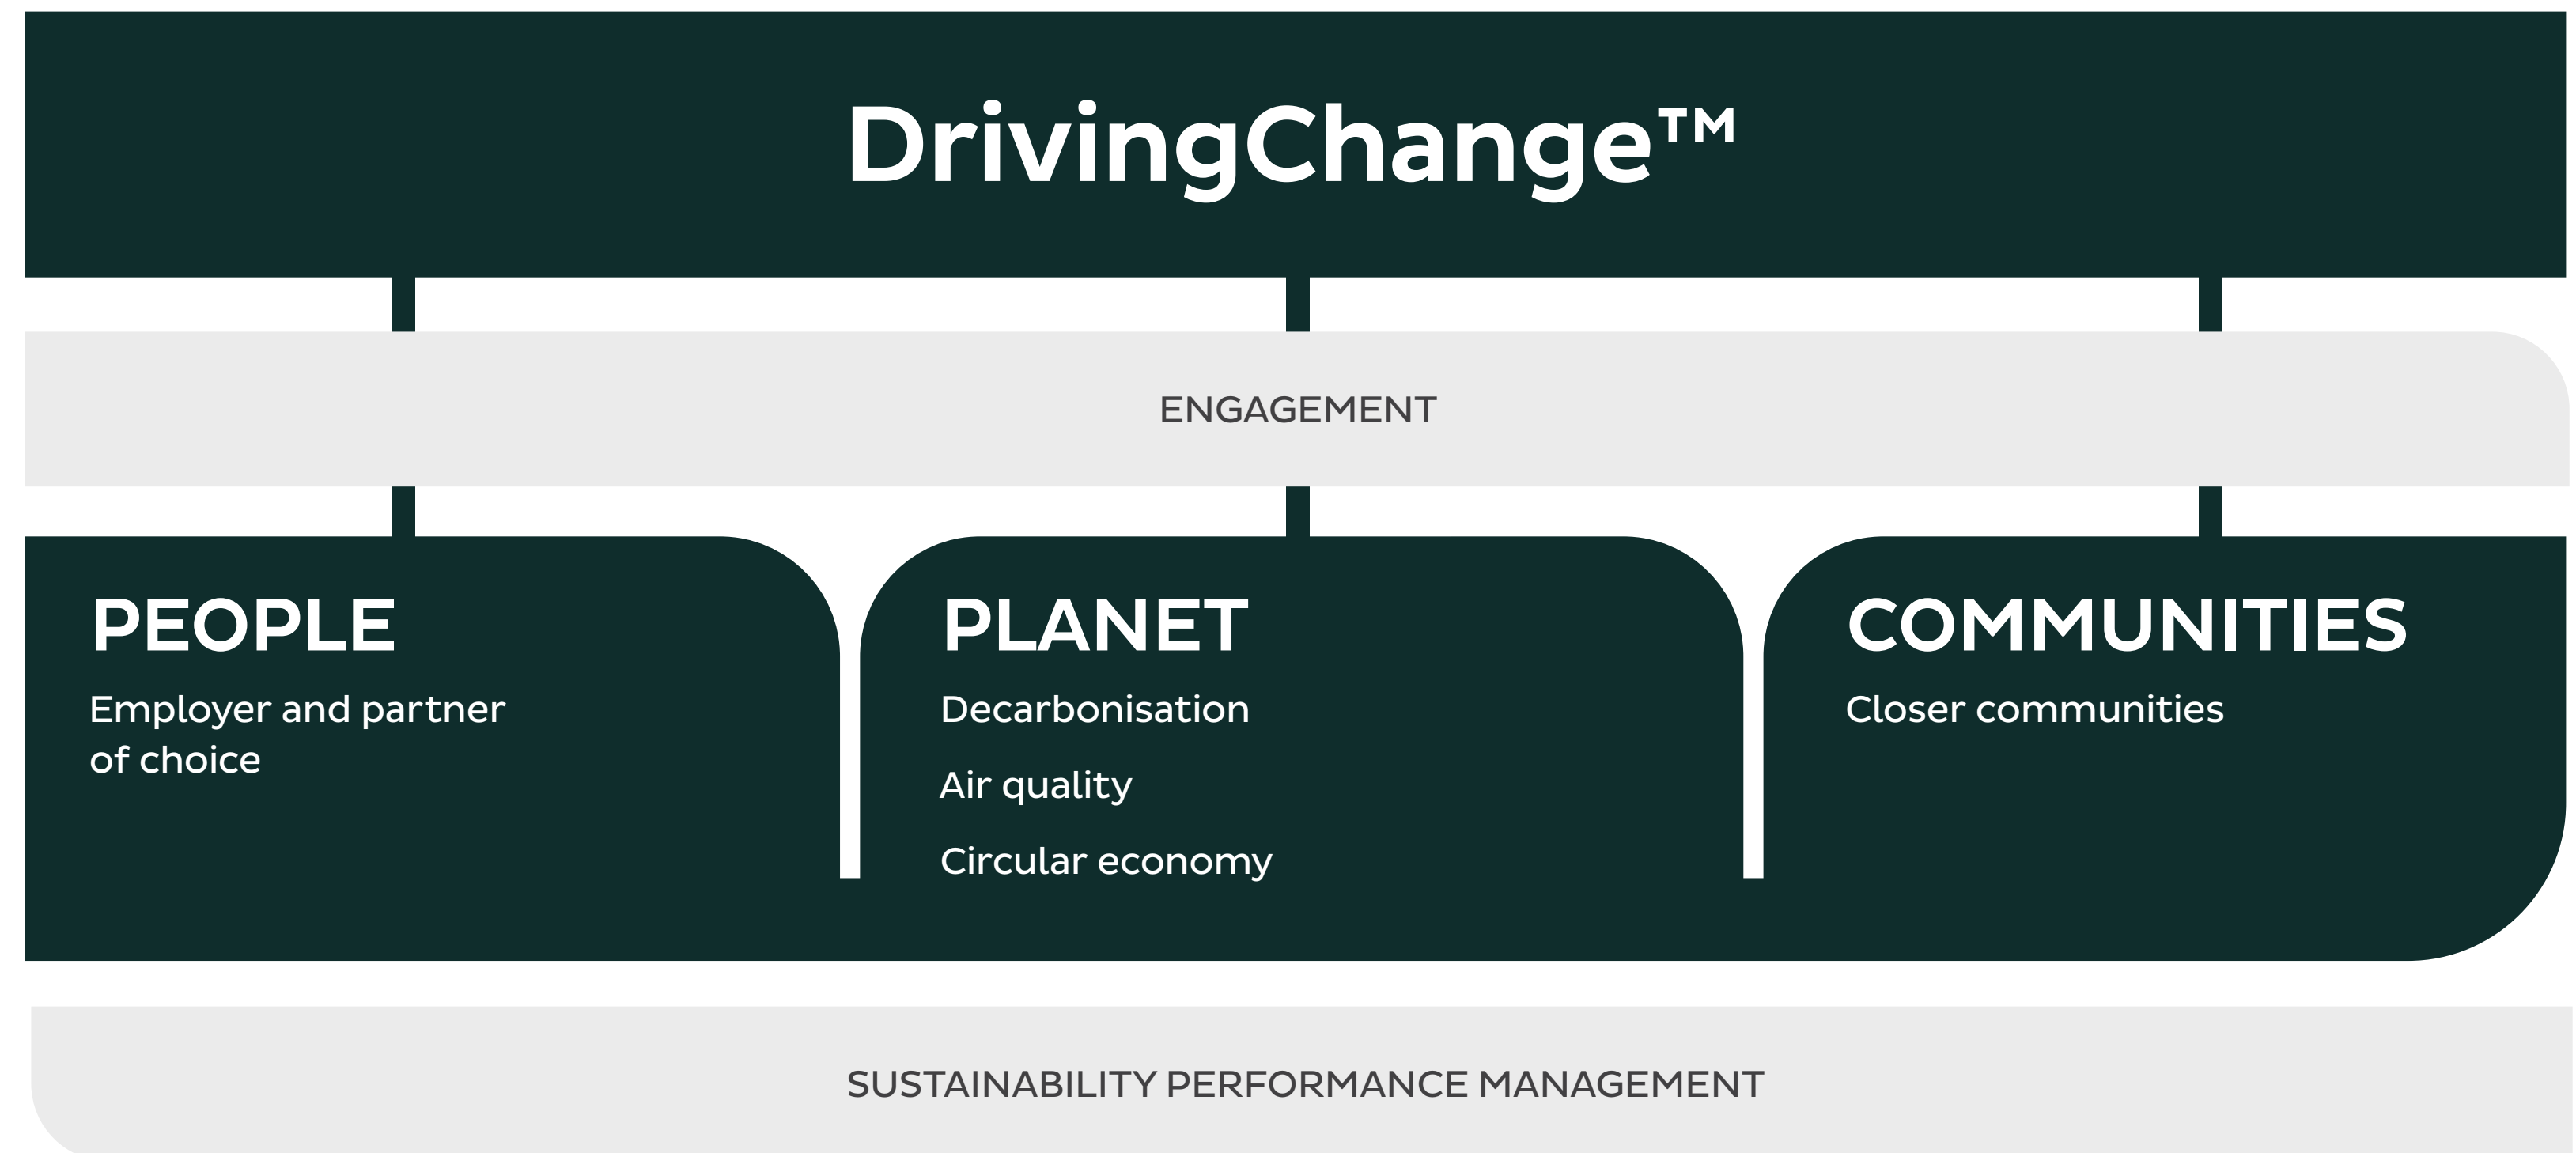 DrivingChange™
ENGAGEMENT
PEOPLE
Employer and partner
of choice
PLANET
Decarbonisation
Air quality
Circular economy
COMMUNITIES
Closer communities
SUSTAINABILITY PERFORMANCE MANAGEMENT